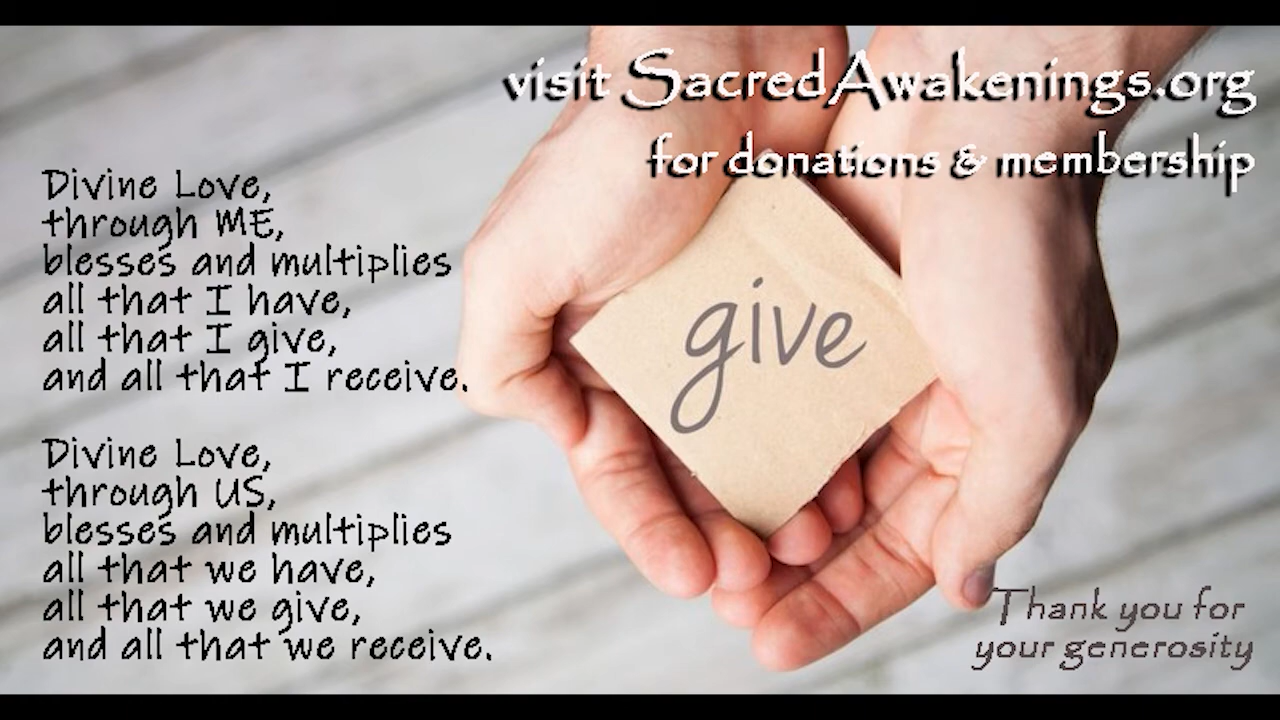 visit SacredAwakenings.org
for donations & membership
Divine Love,
through ME,
blesses and multiplies
all that I have,
all that I give,
and all that I receive.
Divine Love,
through US,
blesses and multiplies
all that we have,
all that we give,
and all that we receive.
give
Thank you for
your generosity